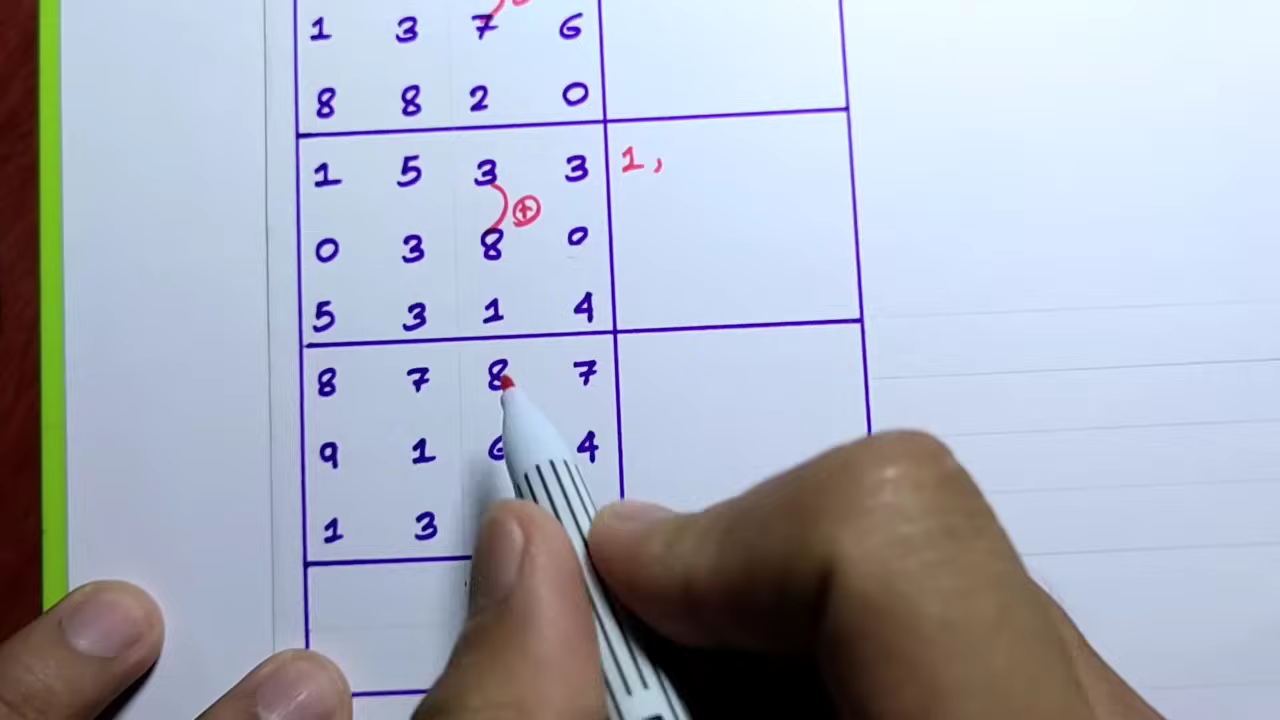 1 3 7 6
8 8 2 0
1 5 3 3 1,
0 3 8 0
5 3 1 4
8 7 8 7
9 1 6 4
1 3